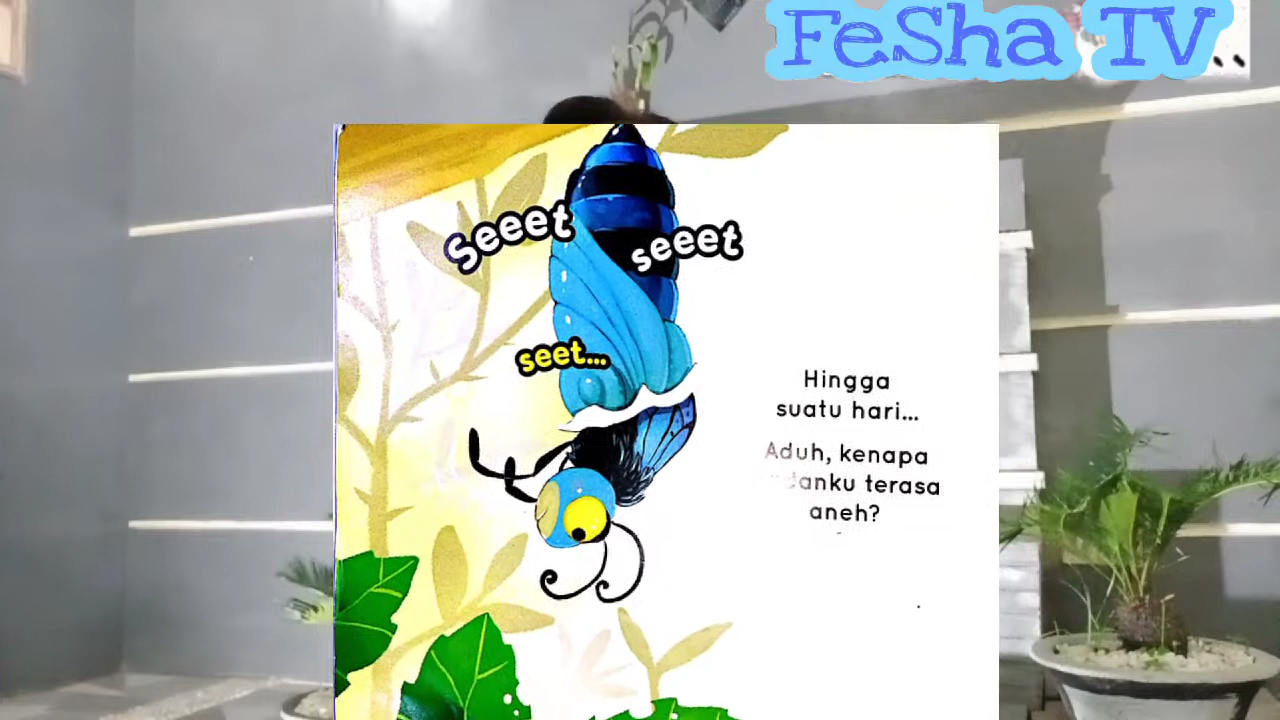 FeSha TV
Seeet
seeet
seet...
Hingga
suatu hari...
Aduh, kenapa
terasa
aneh?